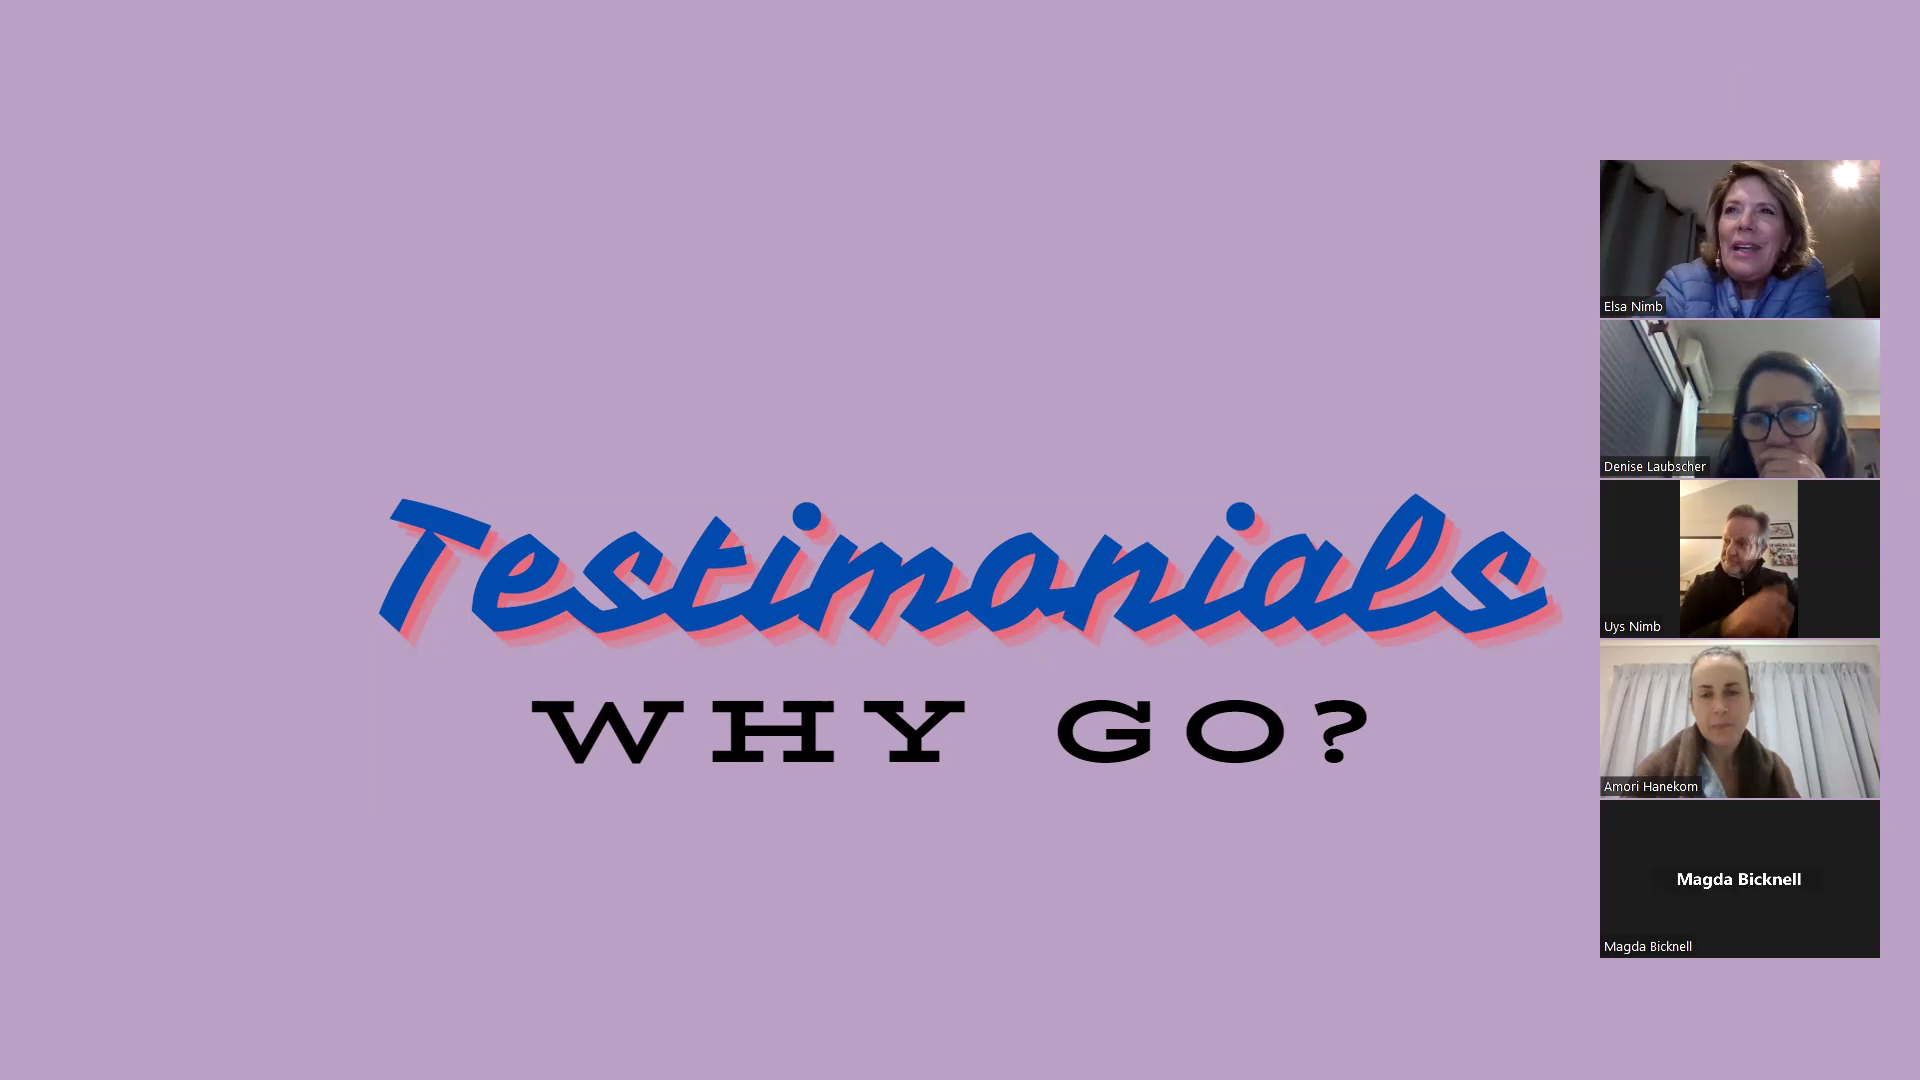 Testimonials
WHY GO?
Elsa Nimb
Denise Laubscher
Uys Nimb
Amori Hanekom
Magda Bicknell
Magda Bicknell